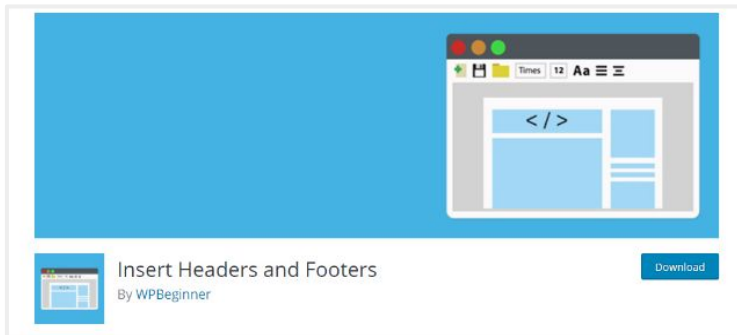 Times 12 Aa
</>
Insert Headers and Footers
Download
By WPBeginner